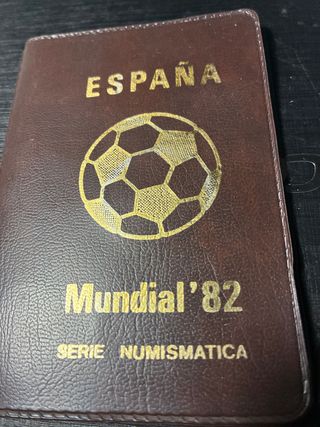 ESPAÑA
Mundial '82
SERIE NUMISMATICA